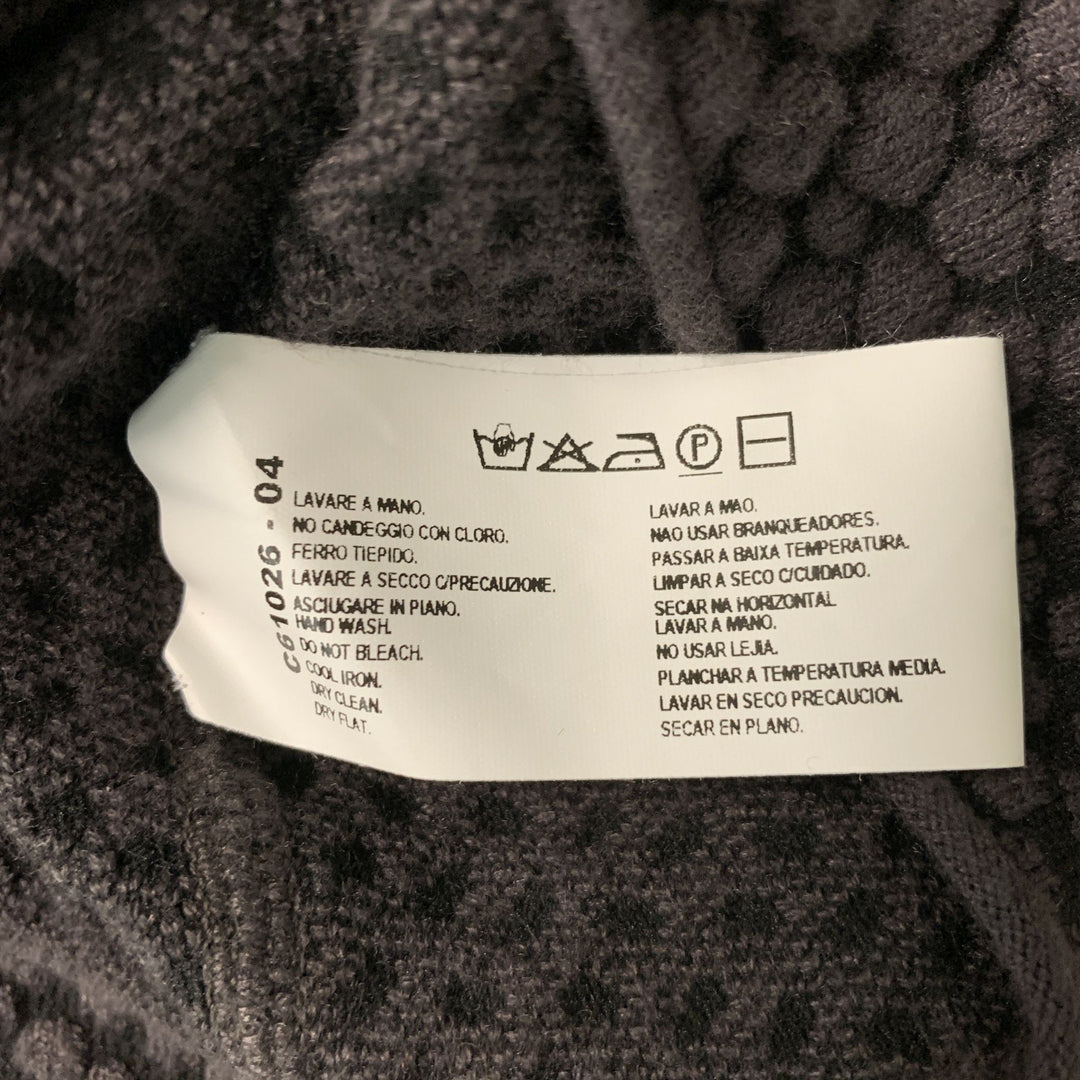 P
C61026 - 04
LAVARE A MANO.
NO CANDEGGIO CON CLORO.
FERRO TIEPIDO.
LAVARE A SECCO C/PRECAUZIONE.
ASCIUGARE IN PIANO.
HAND WASH.
DO NOT BLEACH.
COOL IRON.
DRY CLEAN.
DRY FLAT.
LAVAR A MAO.
NAO USAR BRANQUEADORES.
PASSAR A BAIXA TEMPERATURA.
LIMPAR A SECO C/CUIDADO.
SECAR NA HORIZONTAL
LAVAR A MANO.
NO USAR LEJIA.
PLANCHAR A TEMPERATURA MEDIA.
LAVAR EN SECO PRECAUCION.
SECAR EN PLANO.